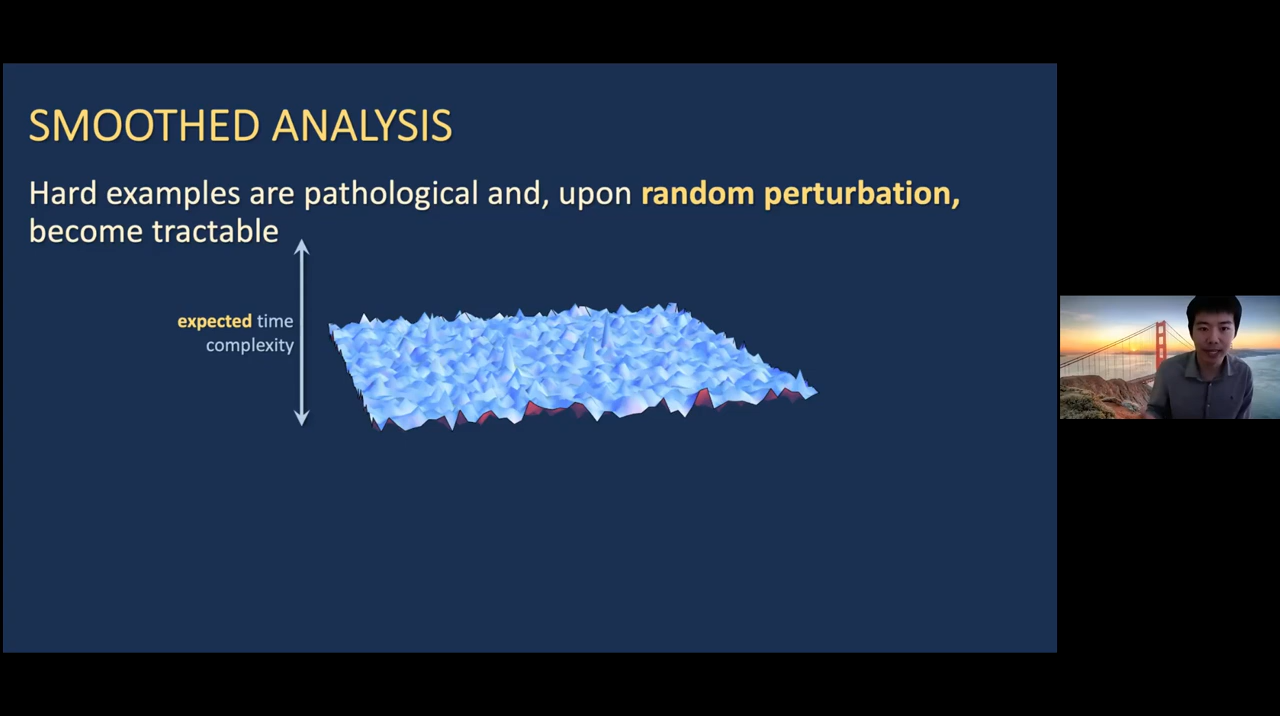 SMOOTHED ANALYSIS
Hard examples are pathological and, upon random perturbation,
become tractable
expected time
complexity